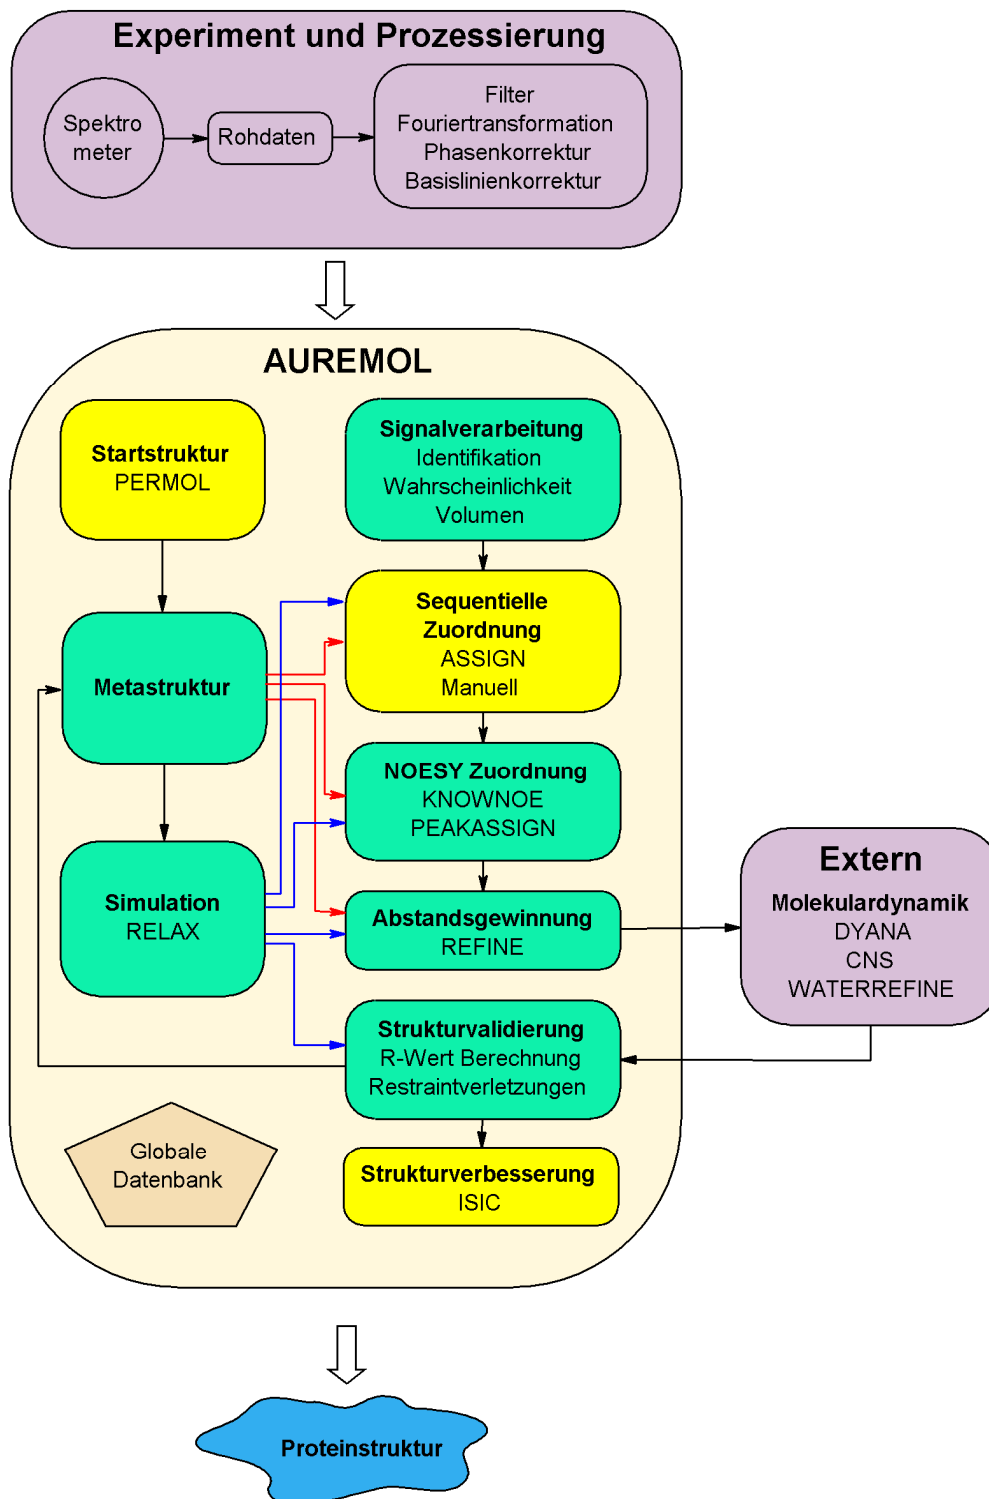 Experiment und Prozessierung
Spektro
meter
Rohdaten
Filter
Fouriertransformation
Phasenkorrektur
Basislinienkorrektur
AUREMOL
Startstruktur
PERMOL
Signalverarbeitung
Identifikation
Wahrscheinlichkeit
Volumen
Sequentielle
Zuordnung
ASSIGN
Manuell
Metastruktur
NOESY Zuordnung
KNOWNOE
PEAKASSIGN
Simulation
RELAX
Abstandsgewinnung
REFINE
Extern
Molekulardynamik
DYANA
CNS
WATERREFINE
Strukturvalidierung
R-Wert Berechnung
Restraintverletzungen
Globale
Datenbank
Strukturverbesserung
ISIC
Proteinstruktur